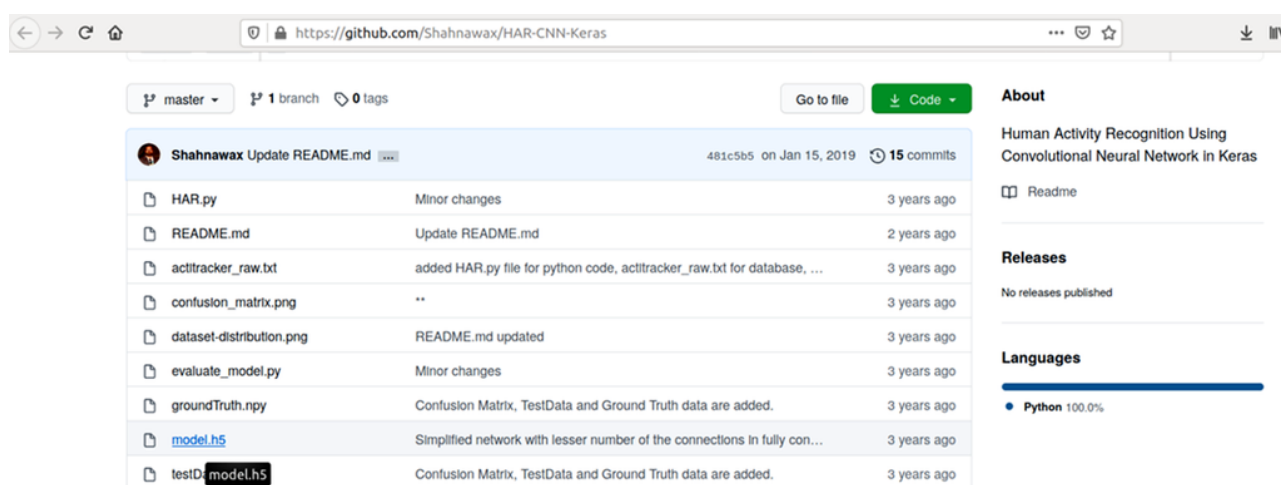 https://github.com/Shahnawax/HAR-CNN-Keras
master 1 branch 0 tags Go to file Code
Shahnawax Update README.md ... 481c5b5 on Jan 15, 2019 15 commits
HAR.py Minor changes 3 years ago
README.md Update README.md 2 years ago
actitracker_raw.txt added HAR.py file for python code, actitracker_raw.txt for database, ... 3 years ago
confusion_matrix.png ** 3 years ago
dataset-distribution.png README.md updated 3 years ago
evaluate_model.py Minor changes 3 years ago
groundTruth.npy Confusion Matrix, TestData and Ground Truth data are added. 3 years ago
model.h5 Simplified network with lesser number of the connections in fully con... 3 years ago
testD model.h5 Confusion Matrix, TestData and Ground Truth data are added. 3 years ago
About
Human Activity Recognition Using
Convolutional Neural Network in Keras
Readme
Releases
No releases published
Languages
Python 100.0%